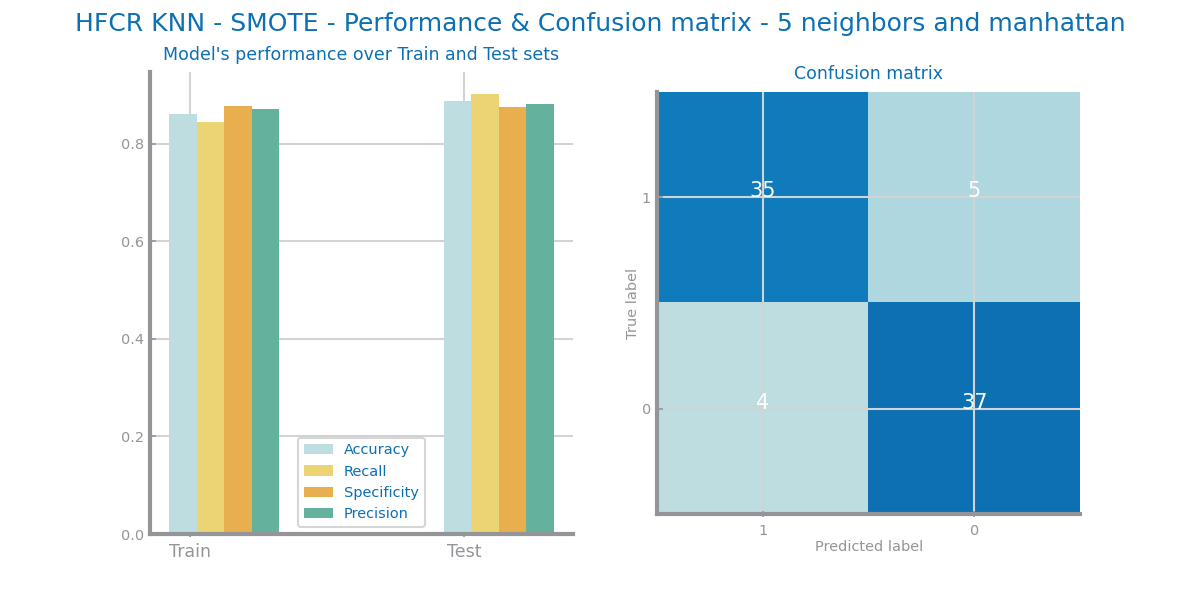 HFCR KNN - SMOTE - Performance & Confusion matrix - 5 neighbors and manhattan
Model's performance over Train and Test sets
0.8
0.6
0.4
0.2
0.0
Train
Test
Accuracy
Recall
Specificity
Precision
Confusion matrix
True label
1
0
35
5
4
37
1
0
Predicted label